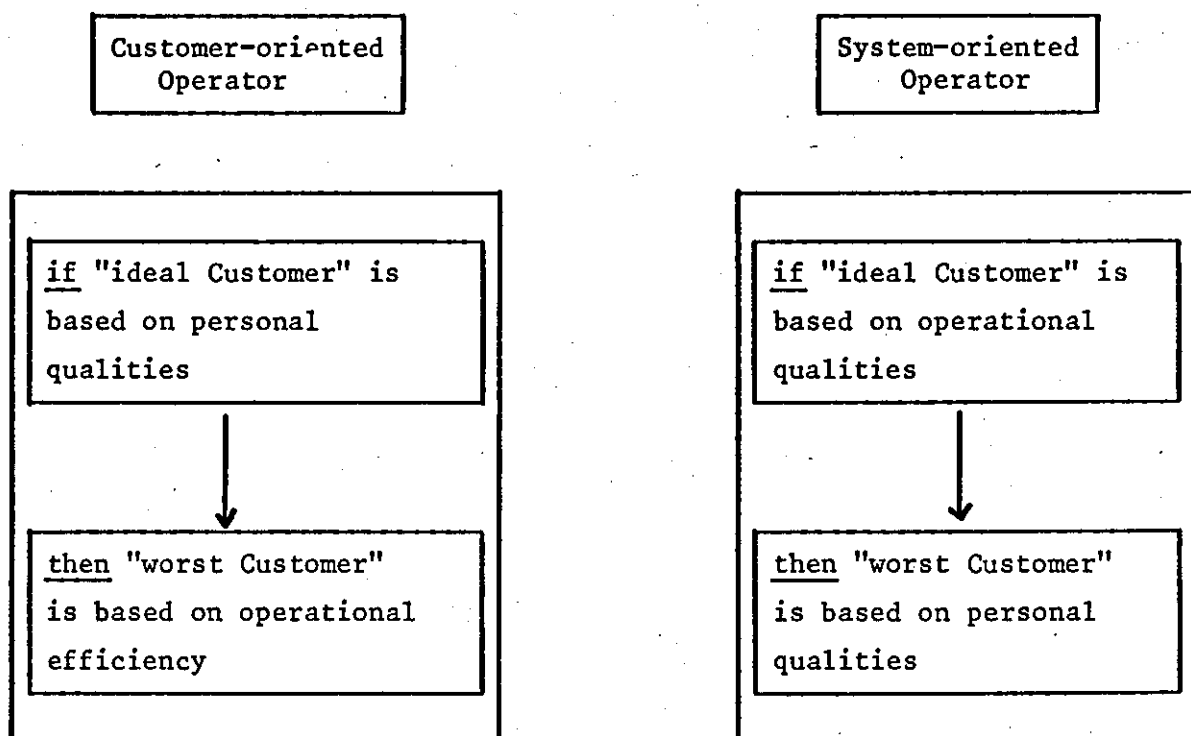 Customer-oriented
Operator
System-oriented
Operator
if "ideal Customer" is
based on personal
qualities
then "worst Customer"
is based on operational
efficiency
if "ideal Customer" is
based on operational
qualities
then "worst Customer"
is based on personal
qualities